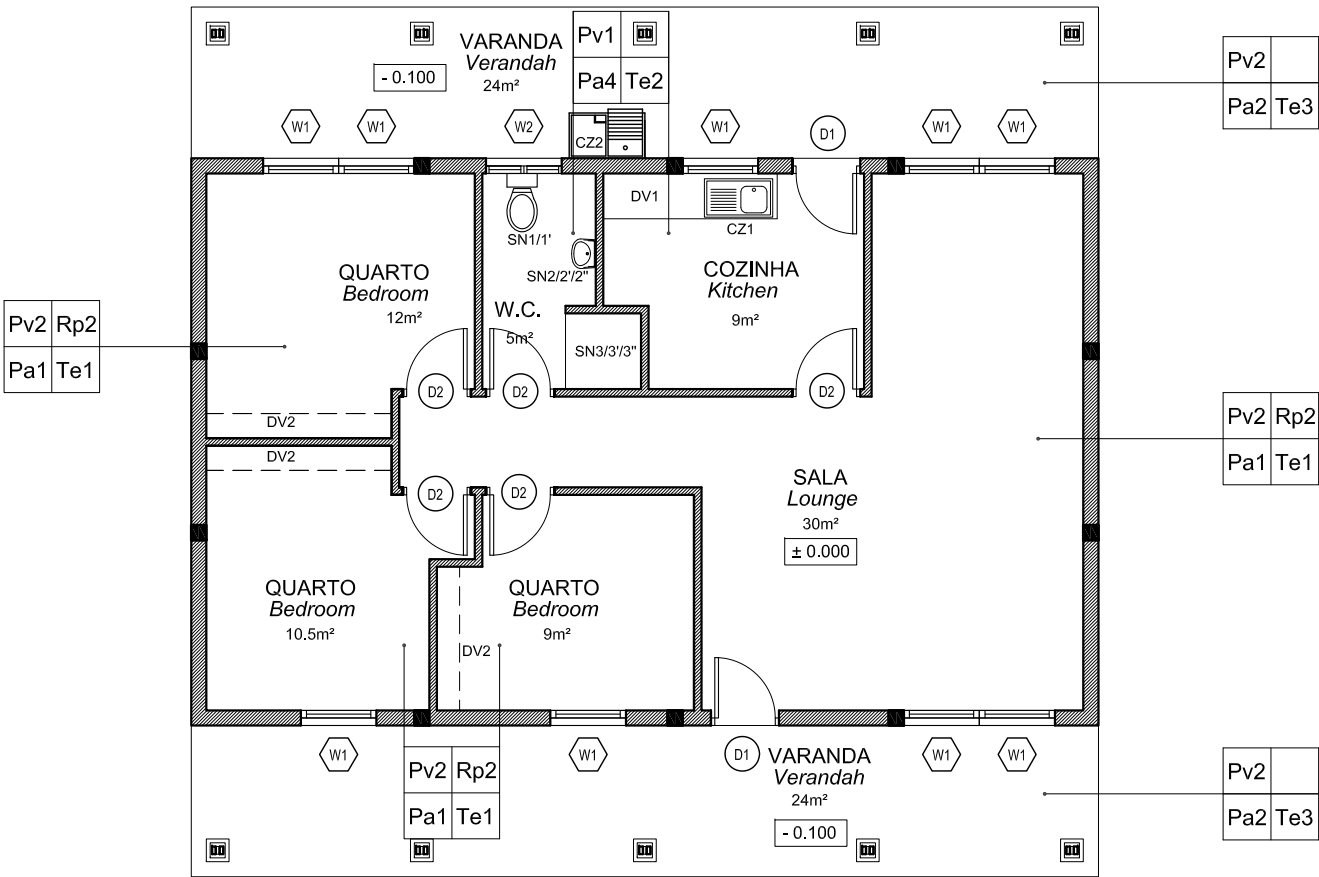 VARANDA
Verandah
24m²
- 0.100
Pv1
Pa4 Te2
Pv2
Pa2 Te3
W1
W1
W2
CZ2
W1
D1
W1
W1
DV1
CZ1
SN1/1'
SN2/2'/2"
QUARTO
Bedroom
12m²
W.C.
5m²
COZINHA
Kitchen
9m²
SN3/3'/3"
Pv2 Rp2
Pa1 Te1
D2
D2
D2
DV2
DV2
Pv2 Rp2
Pa1 Te1
D2
D2
SALA
Lounge
30m²
± 0.000
QUARTO
Bedroom
10.5m²
QUARTO
Bedroom
9m²
DV2
W1
Pv2 Rp2
Pa1 Te1
W1
D1
VARANDA
Verandah
24m²
- 0.100
W1
W1
Pv2
Pa2 Te3